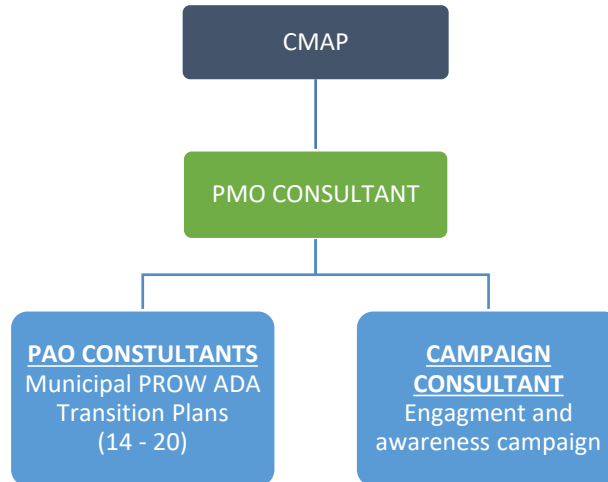 CMAP
PMO CONSULTANT
PAO CONSTULTANTS
Municipal PROW ADA
Transition Plans
(14 - 20)
CAMPAIGN
CONSULTANT
Engagment and
awareness campaign